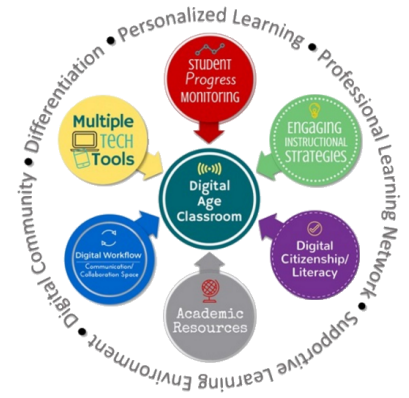 Differentiation • Personalized Learning • Professional Learning Network • Supportive Learning Environment • Digital Community •
STUDENT
Progress
MONITORING
Multiple
TECH
Tools
ENGAGING
INSTRUCTIONAL
STRATEGIES
Digital
Age
Classroom
Digital Workflow
Communication/
Collaboration Space
Digital
Citizenship/
Literacy
Academic
Resources